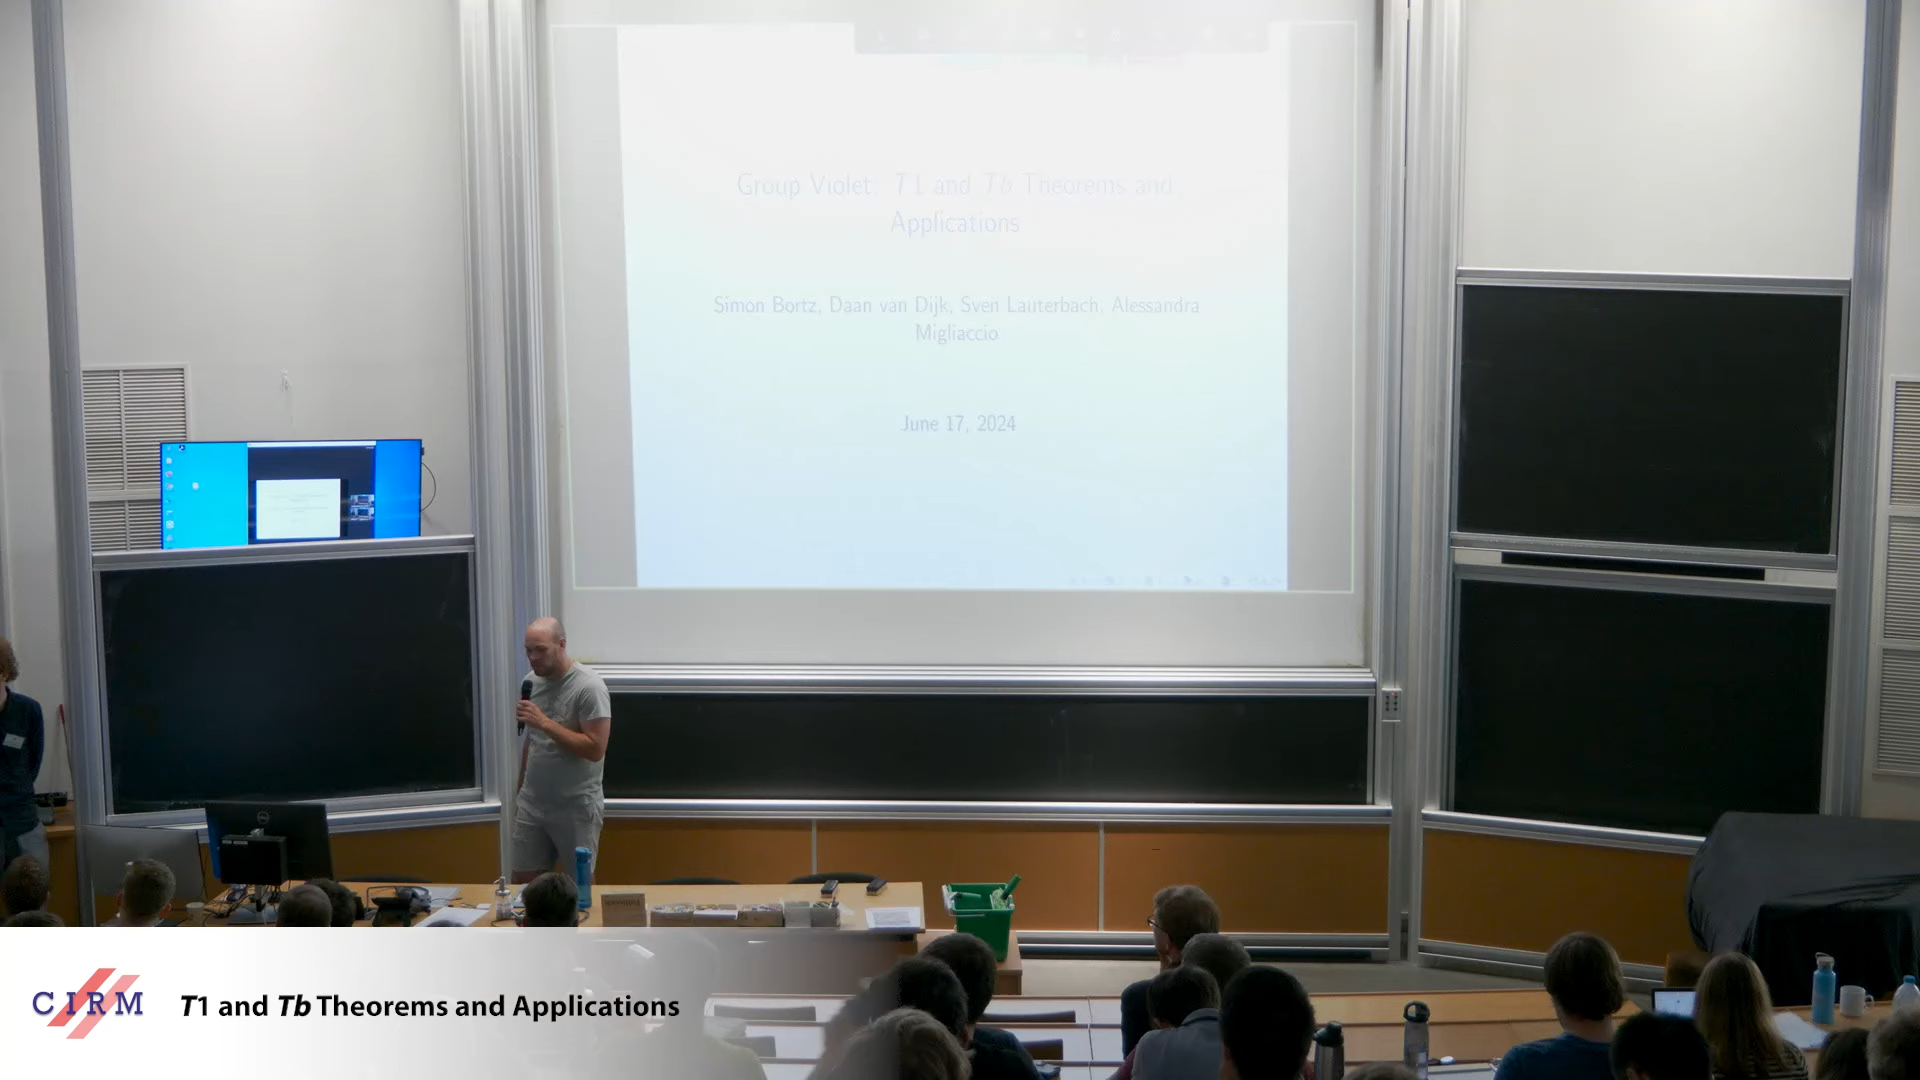 Group Violet: T1 and Tb Theorems and
Applications
Simon Bortz, Daan van Dijk, Sven Lauterbach, Alessandra
Migliaccio
June 17, 2024
CIRM
T1 and Tb Theorems and Applications